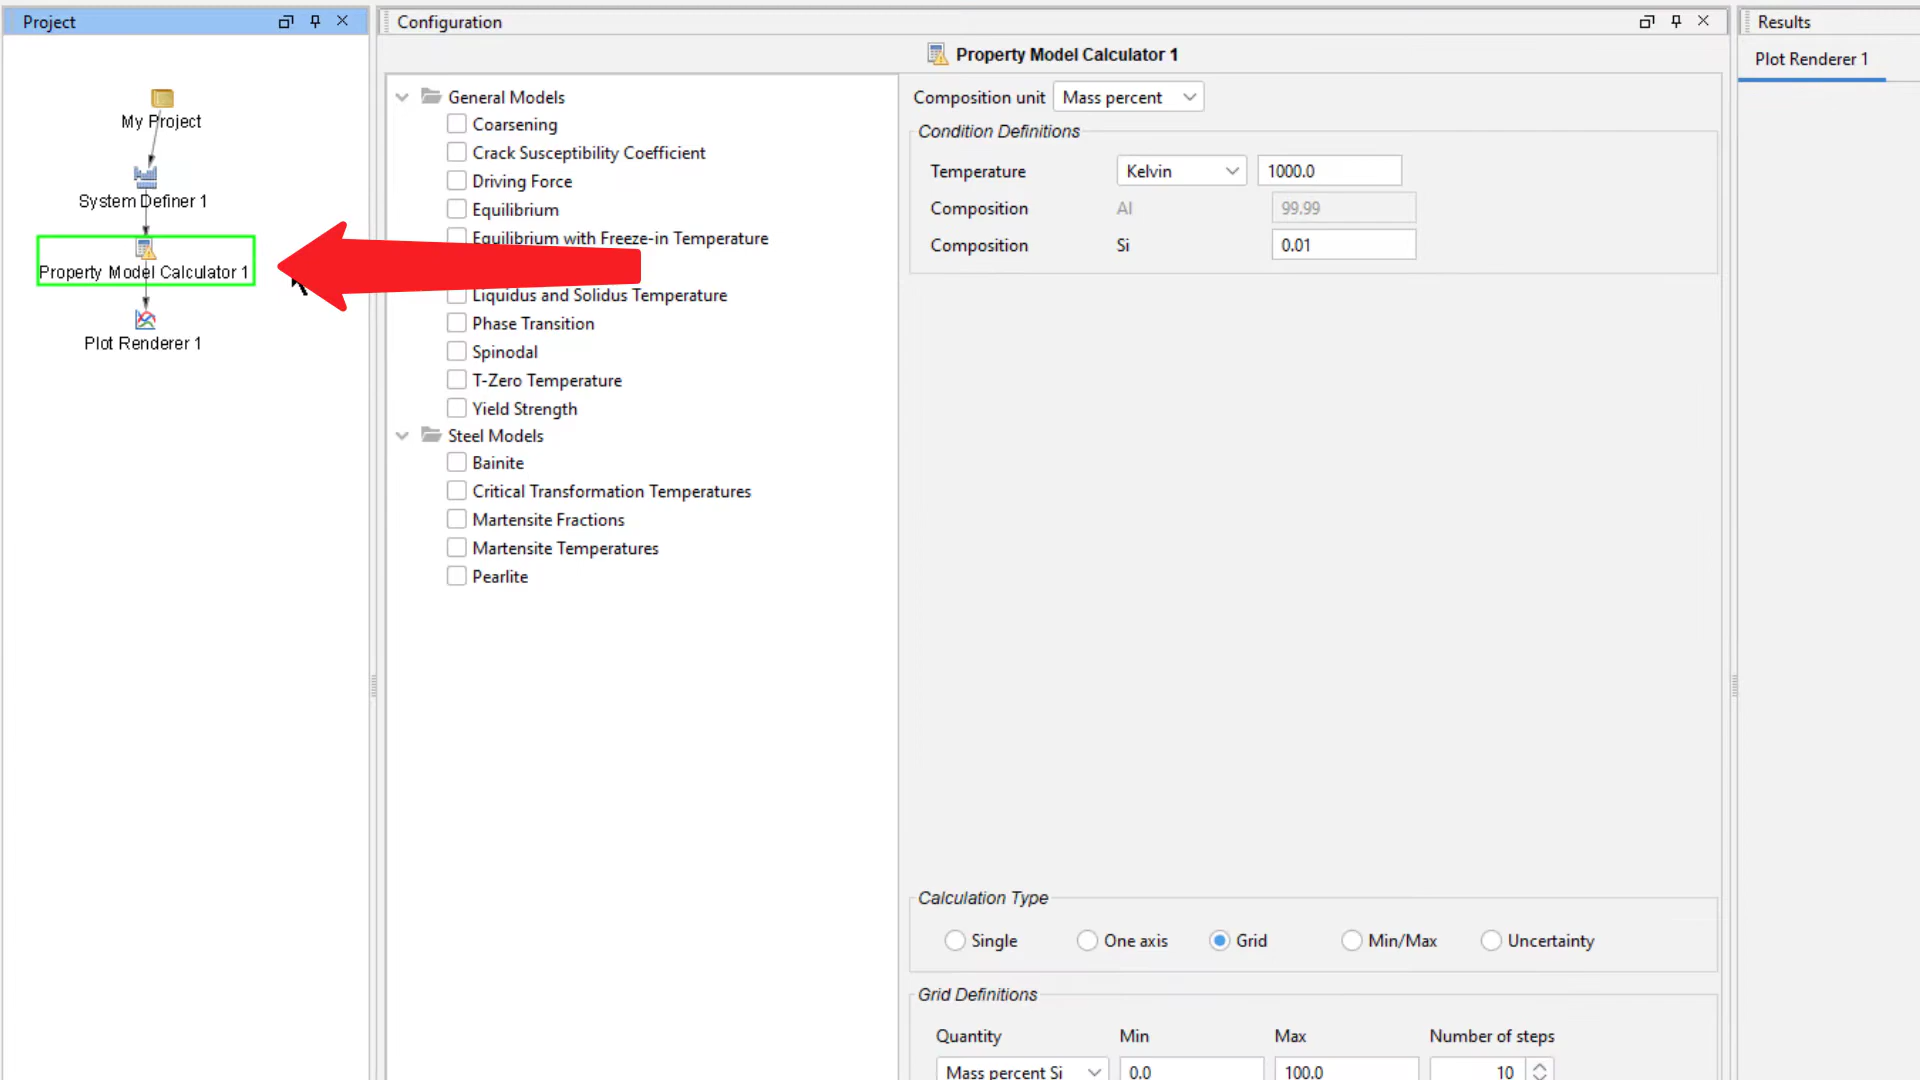 Project
My Project
System Definer 1
Property Model Calculator 1
Plot Renderer 1
Configuration
Property Model Calculator 1
General Models
Coarsening
Crack Susceptibility Coefficient
Driving Force
Equilibrium
Equilibrium with Freeze-in Temperature
Liquidus and Solidus Temperature
Phase Transition
Spinodal
T-Zero Temperature
Yield Strength
Steel Models
Bainite
Critical Transformation Temperatures
Martensite Fractions
Martensite Temperatures
Pearlite
Composition unit Mass percent
Condition Definitions
Temperature Kelvin 1000.0
Composition Al 99.99
Composition Si 0.01
Calculation Type
Single One axis Grid Min/Max Uncertainty
Grid Definitions
Quantity Min Max Number of steps
Mass percent Si 0.0 100.0 10
Results
Plot Renderer 1